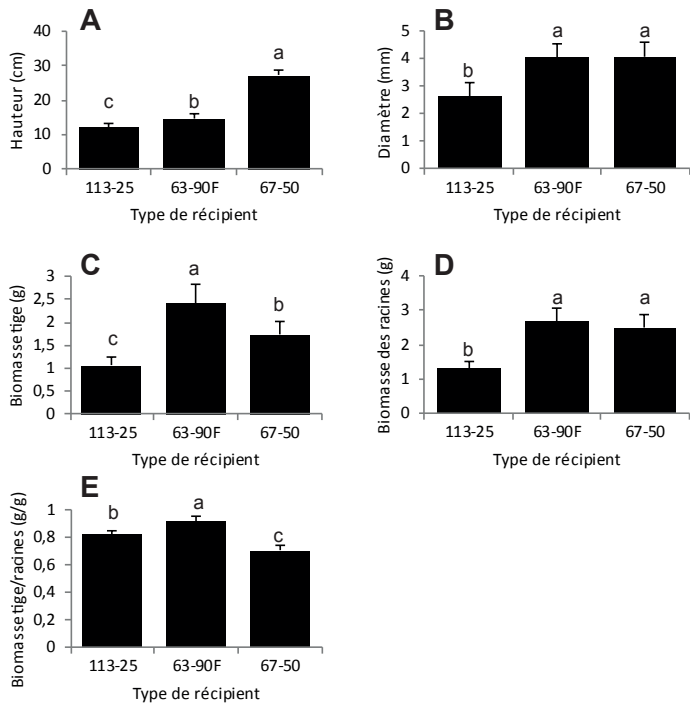 A
Hauteur (cm)
40
30
20
10
0
c
b
a
113-25
63-90F
67-50
Type de récipient
B
Diamètre (mm)
5
4
3
2
1
0
b
a
a
113-25
63-90F
67-50
Type de récipient
C
Biomasse tige (g)
3
2,5
2
1,5
1
0,5
0
c
a
b
113-25
63-90F
67-50
Type de récipient
D
Biomasse des racines (g)
4
3
2
1
0
b
a
a
113-25
63-90F
67-50
Type de récipient
E
Biomasse tige/racines (g/g)
1
0,8
0,6
0,4
0,2
0
b
a
c
113-25
63-90F
67-50
Type de récipient